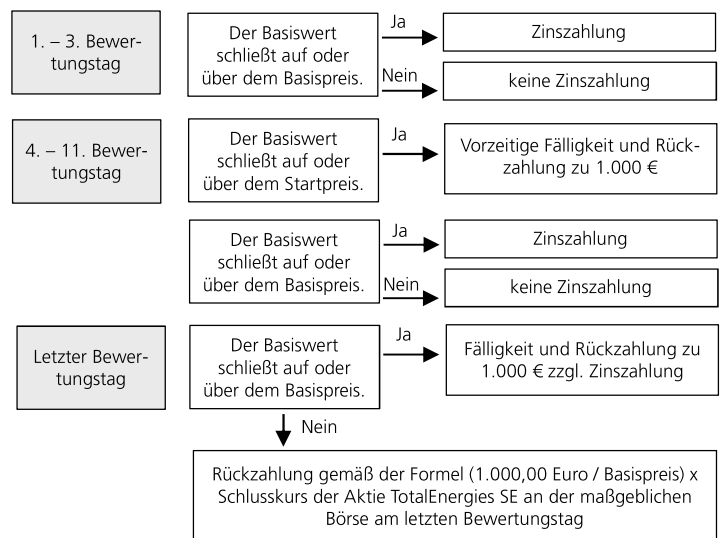 1. – 3. Bewer-
tungstag
Der Basiswert
schließt auf oder
über dem Basispreis.
Ja
Zinszahlung
Nein
keine Zinszahlung
4. – 11. Bewer-
tungstag
Der Basiswert
schließt auf oder
über dem Startpreis.
Ja
Vorzeitige Fälligkeit und Rück-
zahlung zu 1.000 €
Der Basiswert
schließt auf oder
über dem Basispreis.
Ja
Zinszahlung
Nein
keine Zinszahlung
Letzter Bewer-
tungstag
Der Basiswert
schließt auf oder
über dem Basispreis.
Ja
Fälligkeit und Rückzahlung zu
1.000 € zzgl. Zinszahlung
Nein
Rückzahlung gemäß der Formel (1.000,00 Euro / Basispreis) x
Schlusskurs der Aktie TotalEnergies SE an der maßgeblichen
Börse am letzten Bewertungstag